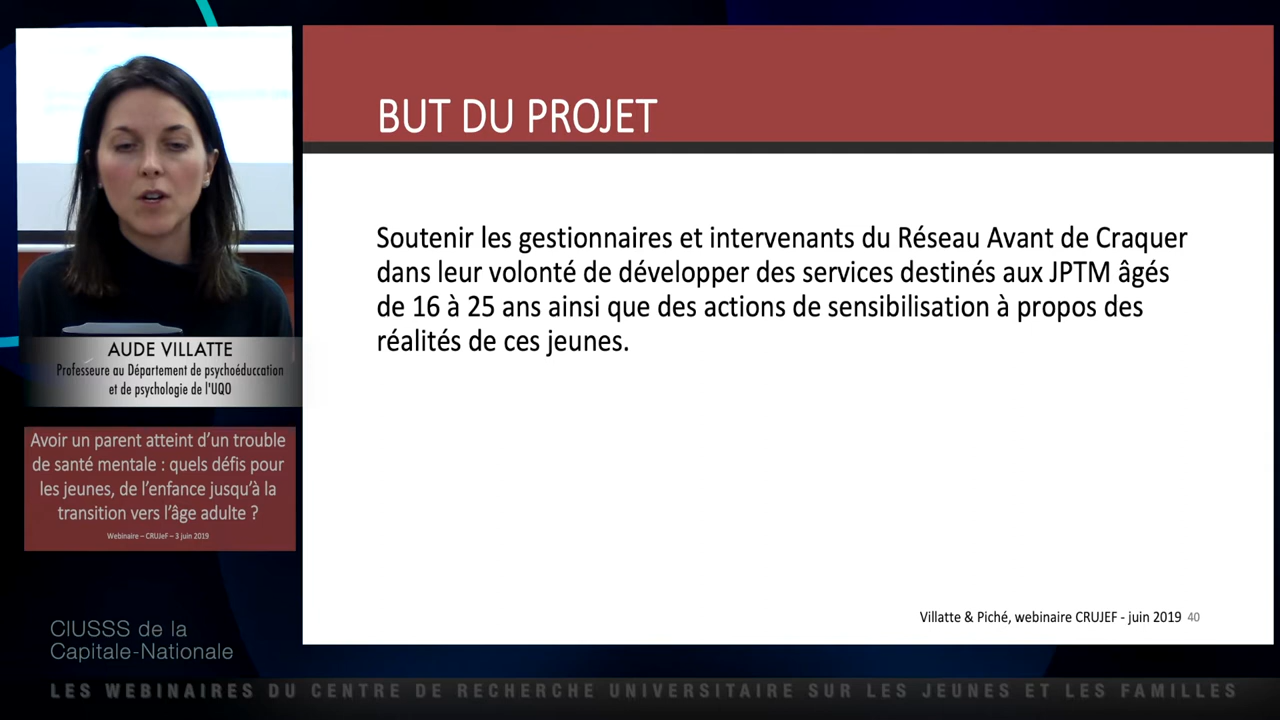 BUT DU PROJET
Soutenir les gestionnaires et intervenants du Réseau Avant de Craquer
dans leur volonté de développer des services destinés aux JPTM âgés
de 16 à 25 ans ainsi que des actions de sensibilisation à propos des
réalités de ces jeunes.
Villatte & Piché, webinaire CRUJEF - juin 2019 40
AUDE VILLATTE
Professeure au Département de psychoéduccation
et de psychologie de l'UQO
Avoir un parent atteint d’un trouble
de santé mentale : quels défis pour
les jeunes, de l’enfance jusqu’à la
transition vers l’âge adulte ?
Webinaire – CRUJeF – 3 juin 2019
CIUSSS de la
Capitale-Nationale
LES WEBINAIRES DU CENTRE DE RECHERCHE UNIVERSITAIRE SUR LES JEUNES ET LES FAMILLES